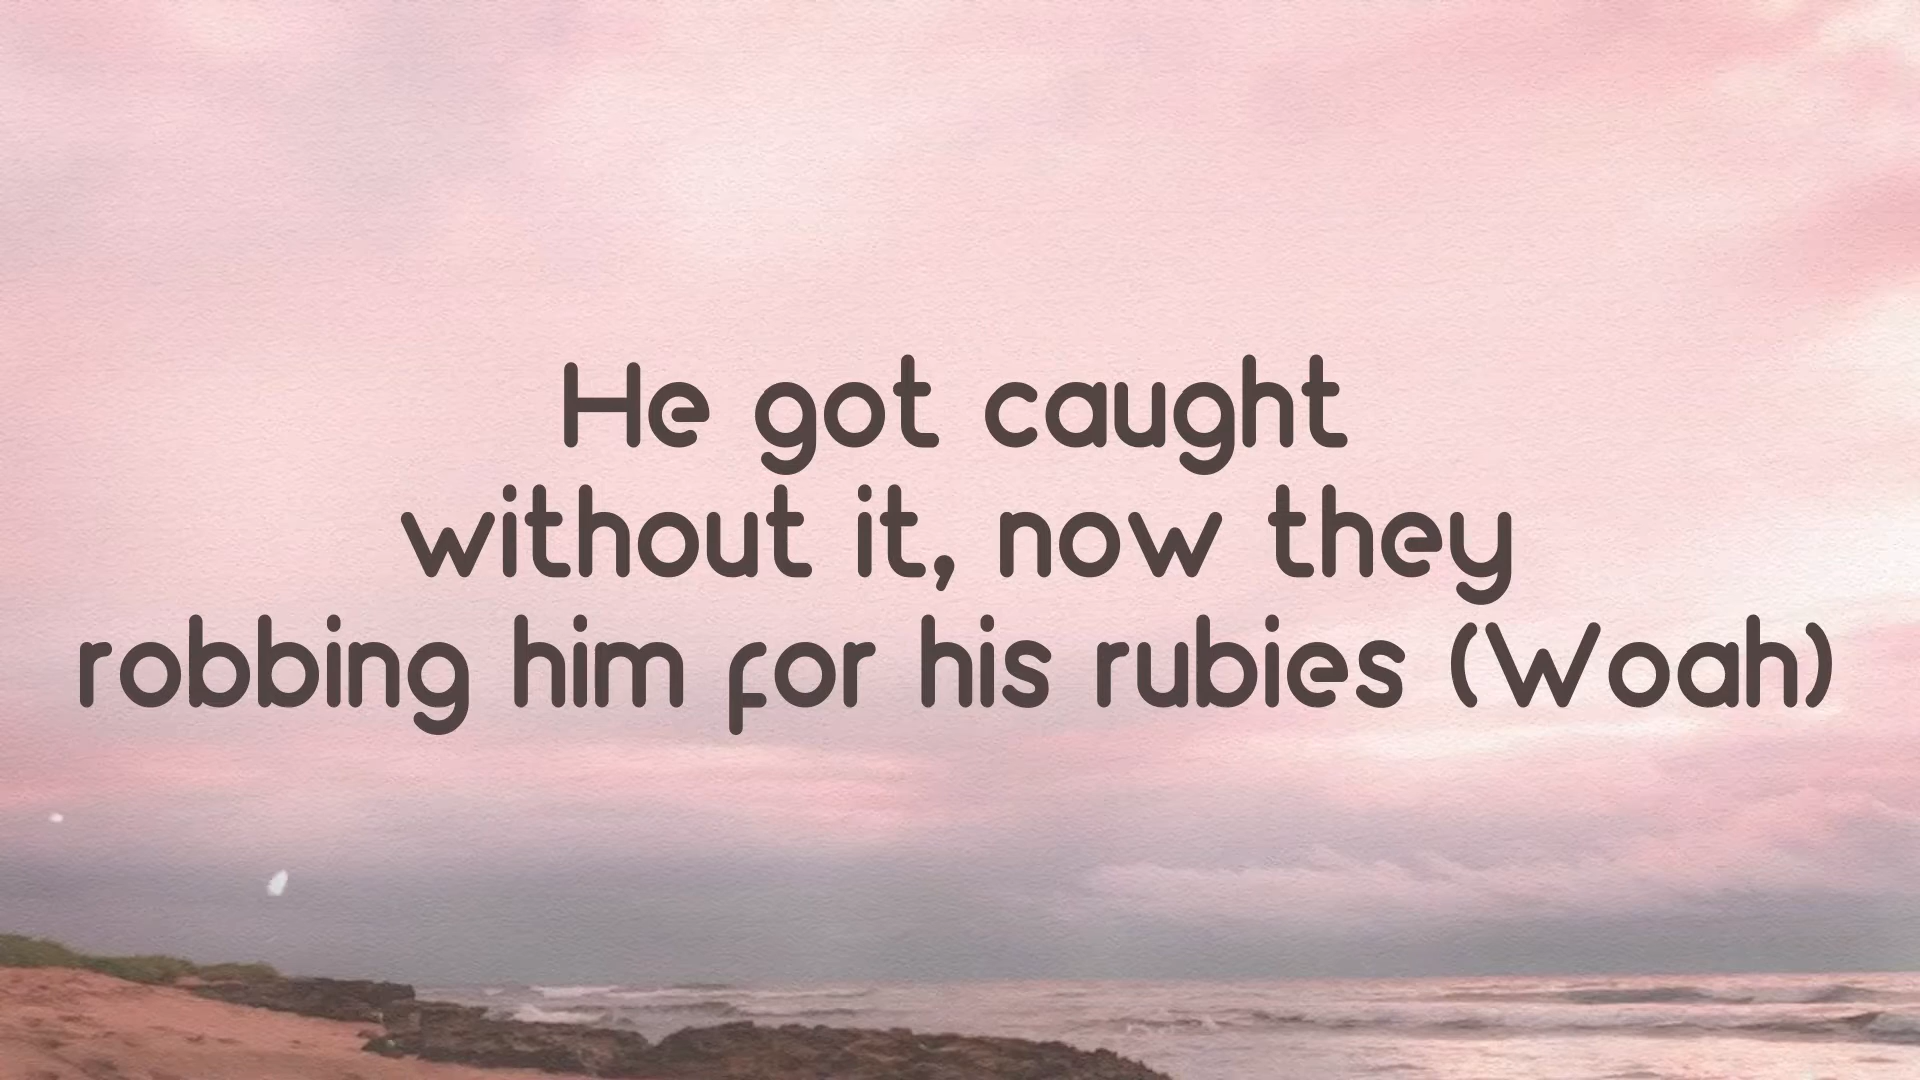 He got caught
without it, now they
robbing him for his rubies (Woah)